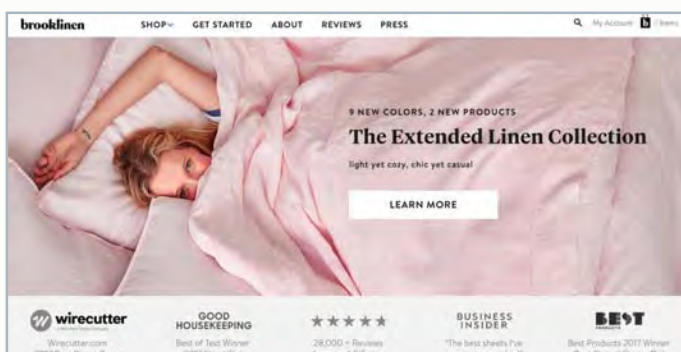 brooklinen SHOP GET STARTED ABOUT REVIEWS PRESS My Account b Items
9 NEW COLORS, 2 NEW PRODUCTS
The Extended Linen Collection
light yet cozy, chic yet casual
LEARN MORE
wirecutter
GOOD
HOUSEKEEPING
BUSINESS
INSIDER
BEST
PRODUCTS
Wirecutter.com
Best of Test Winner
28,000 + Reviews
"The best sheets I've
Best Products 2017 Winner